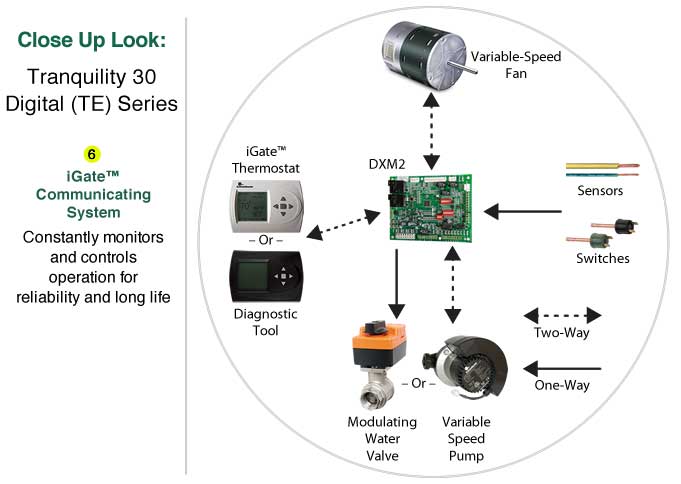 Close Up Look:
Tranquility 30
Digital (TE) Series
6
iGate™
Communicating
System
Constantly monitors
and controls
operation for
reliability and long life
Variable-Speed
Fan
iGate™
Thermostat
DXM2
Sensors
– Or –
Switches
Diagnostic
Tool
Two-Way
– Or –
One-Way
Modulating
Water
Valve
Variable
Speed
Pump